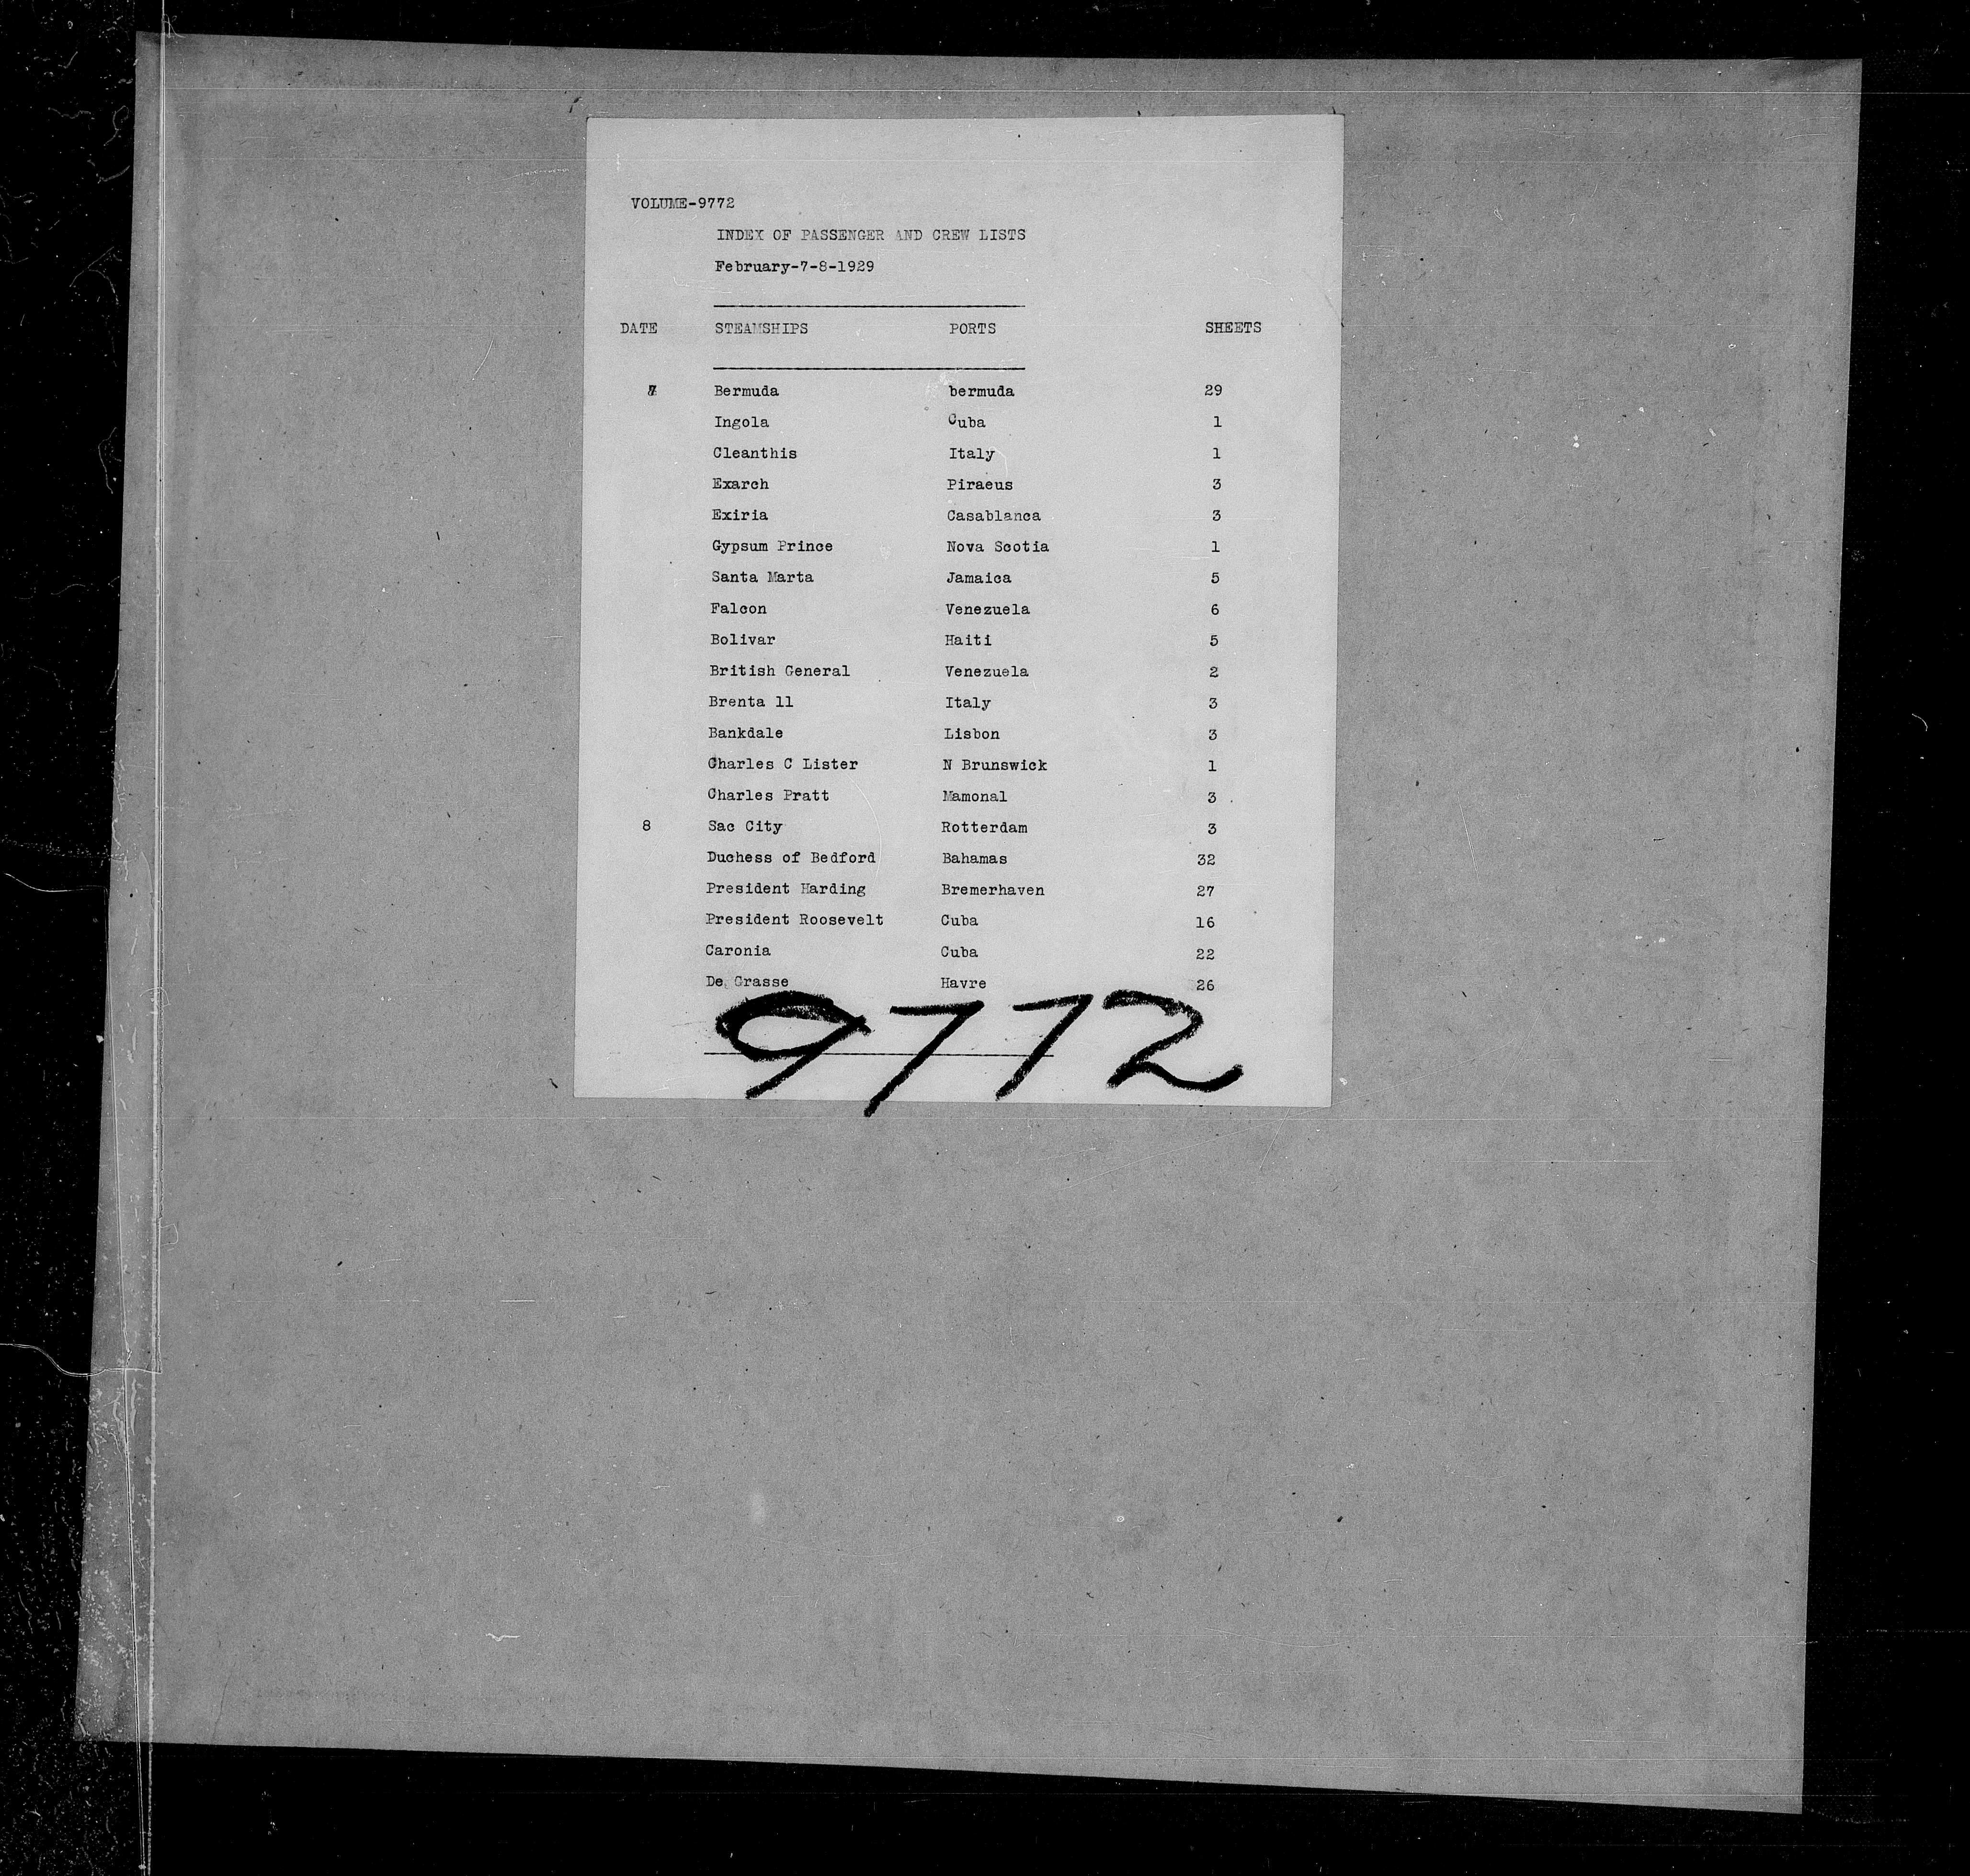 VOLUME-9772
INDEX OF PASSENGER AND CREW LISTS
February-7-8-1929
DATE STEAMSHIPS PORTS SHEETS
7 Bermuda bermuda 29
Ingola Cuba 1
Cleanthis Italy 1
Exarch Piraeus 3
Exiria Casablanca 3
Gypsum Prince Nova Scotia 1
Santa Marta Jamaica 5
Falcon Venezuela 6
Bolivar Haiti 5
British General Venezuela 2
Brenta 11 Italy 3
Bankdale Lisbon 3
Charles C Lister N Brunswick 1
Charles Pratt Mamonal 3
8 Sac City Rotterdam 3
Duchess of Bedford Bahamas 32
President Harding Bremerhaven 27
President Roosevelt Cuba 16
Caronia Cuba 22
De Grasse Havre 26
9772